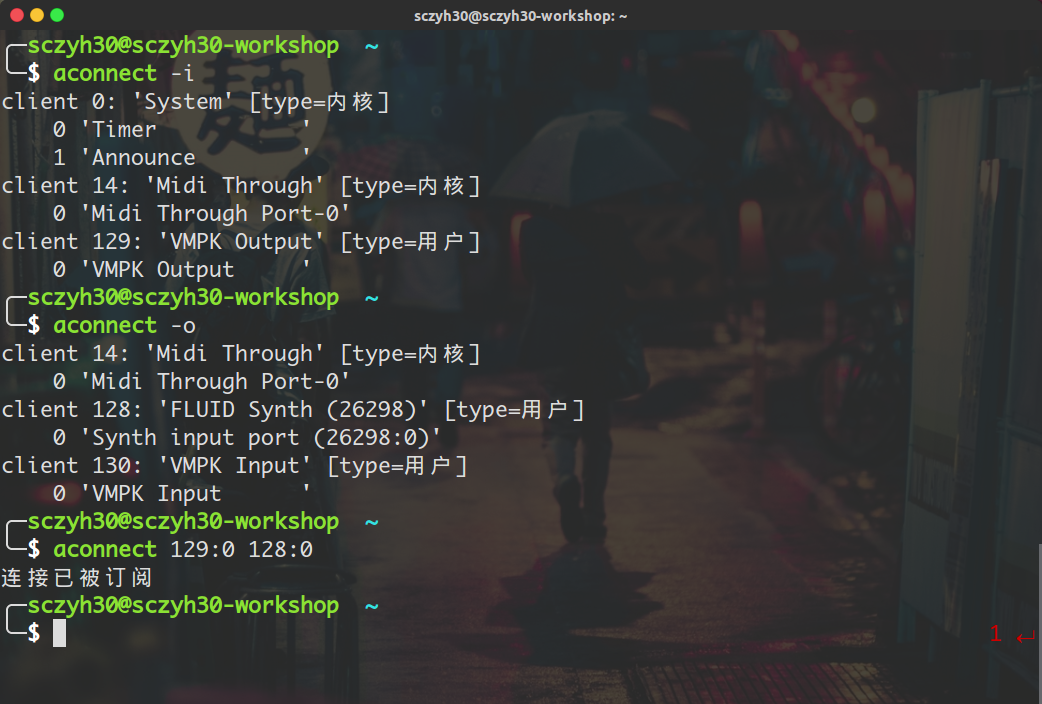 sczyh30@sczyh30-workshop: ~
sczyh30@sczyh30-workshop ~
$ aconnect -i
client 0: 'System' [type=内核]
0 'Timer '
1 'Announce '
client 14: 'Midi Through' [type=内核]
0 'Midi Through Port-0'
client 129: 'VMPK Output' [type=用户]
0 'VMPK Output '
sczyh30@sczyh30-workshop ~
$ aconnect -o
client 14: 'Midi Through' [type=内核]
0 'Midi Through Port-0'
client 128: 'FLUID Synth (26298)' [type=用户]
0 'Synth input port (26298:0)'
client 130: 'VMPK Input' [type=用户]
0 'VMPK Input '
sczyh30@sczyh30-workshop ~
$ aconnect 129:0 128:0
连接已被订阅
sczyh30@sczyh30-workshop ~
$ 1 ↵
麺